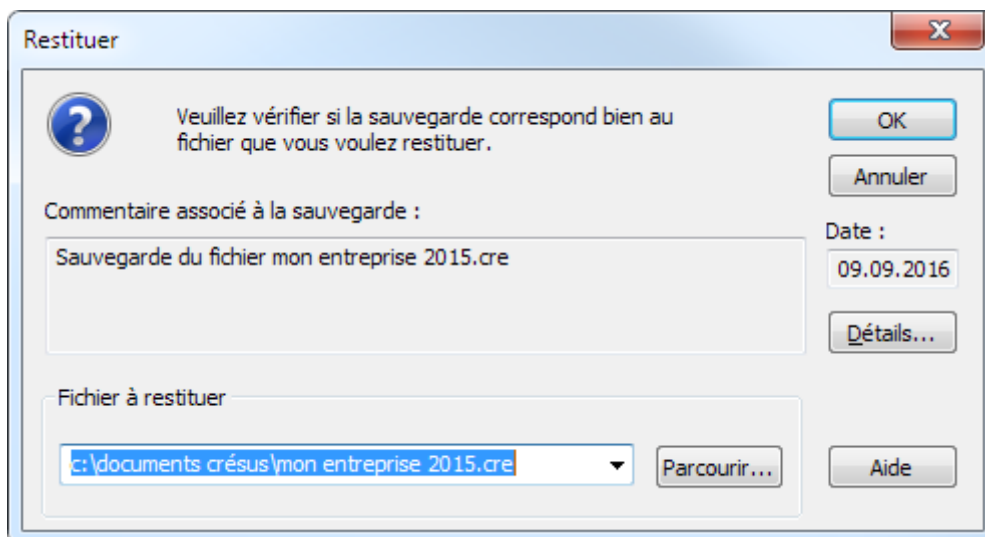 Restituer
Veuillez vérifier si la sauvegarde correspond bien au
fichier que vous voulez restituer.
OK
Annuler
Commentaire associé à la sauvegarde :
Sauvegarde du fichier mon entreprise 2015.cre
Date :
09.09.2016
Détails...
Fichier à restituer
c:\documents crésus\mon entreprise 2015.cre
Parcourir...
Aide